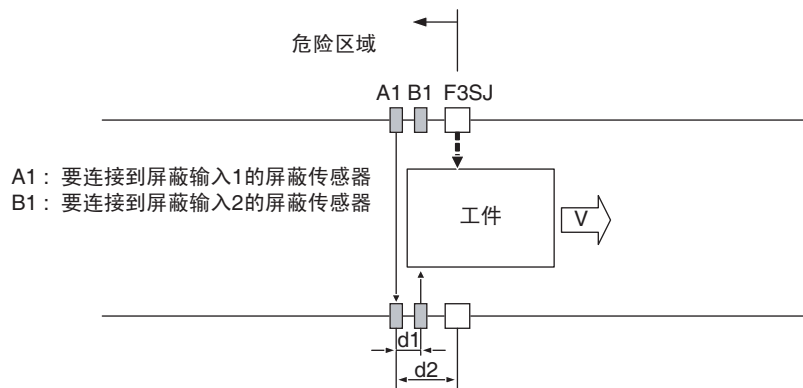 危险区域
A1 B1 F3SJ
A1：要连接到屏蔽输入1的屏蔽传感器
B1：要连接到屏蔽输入2的屏蔽传感器
工件
V
d1
d2